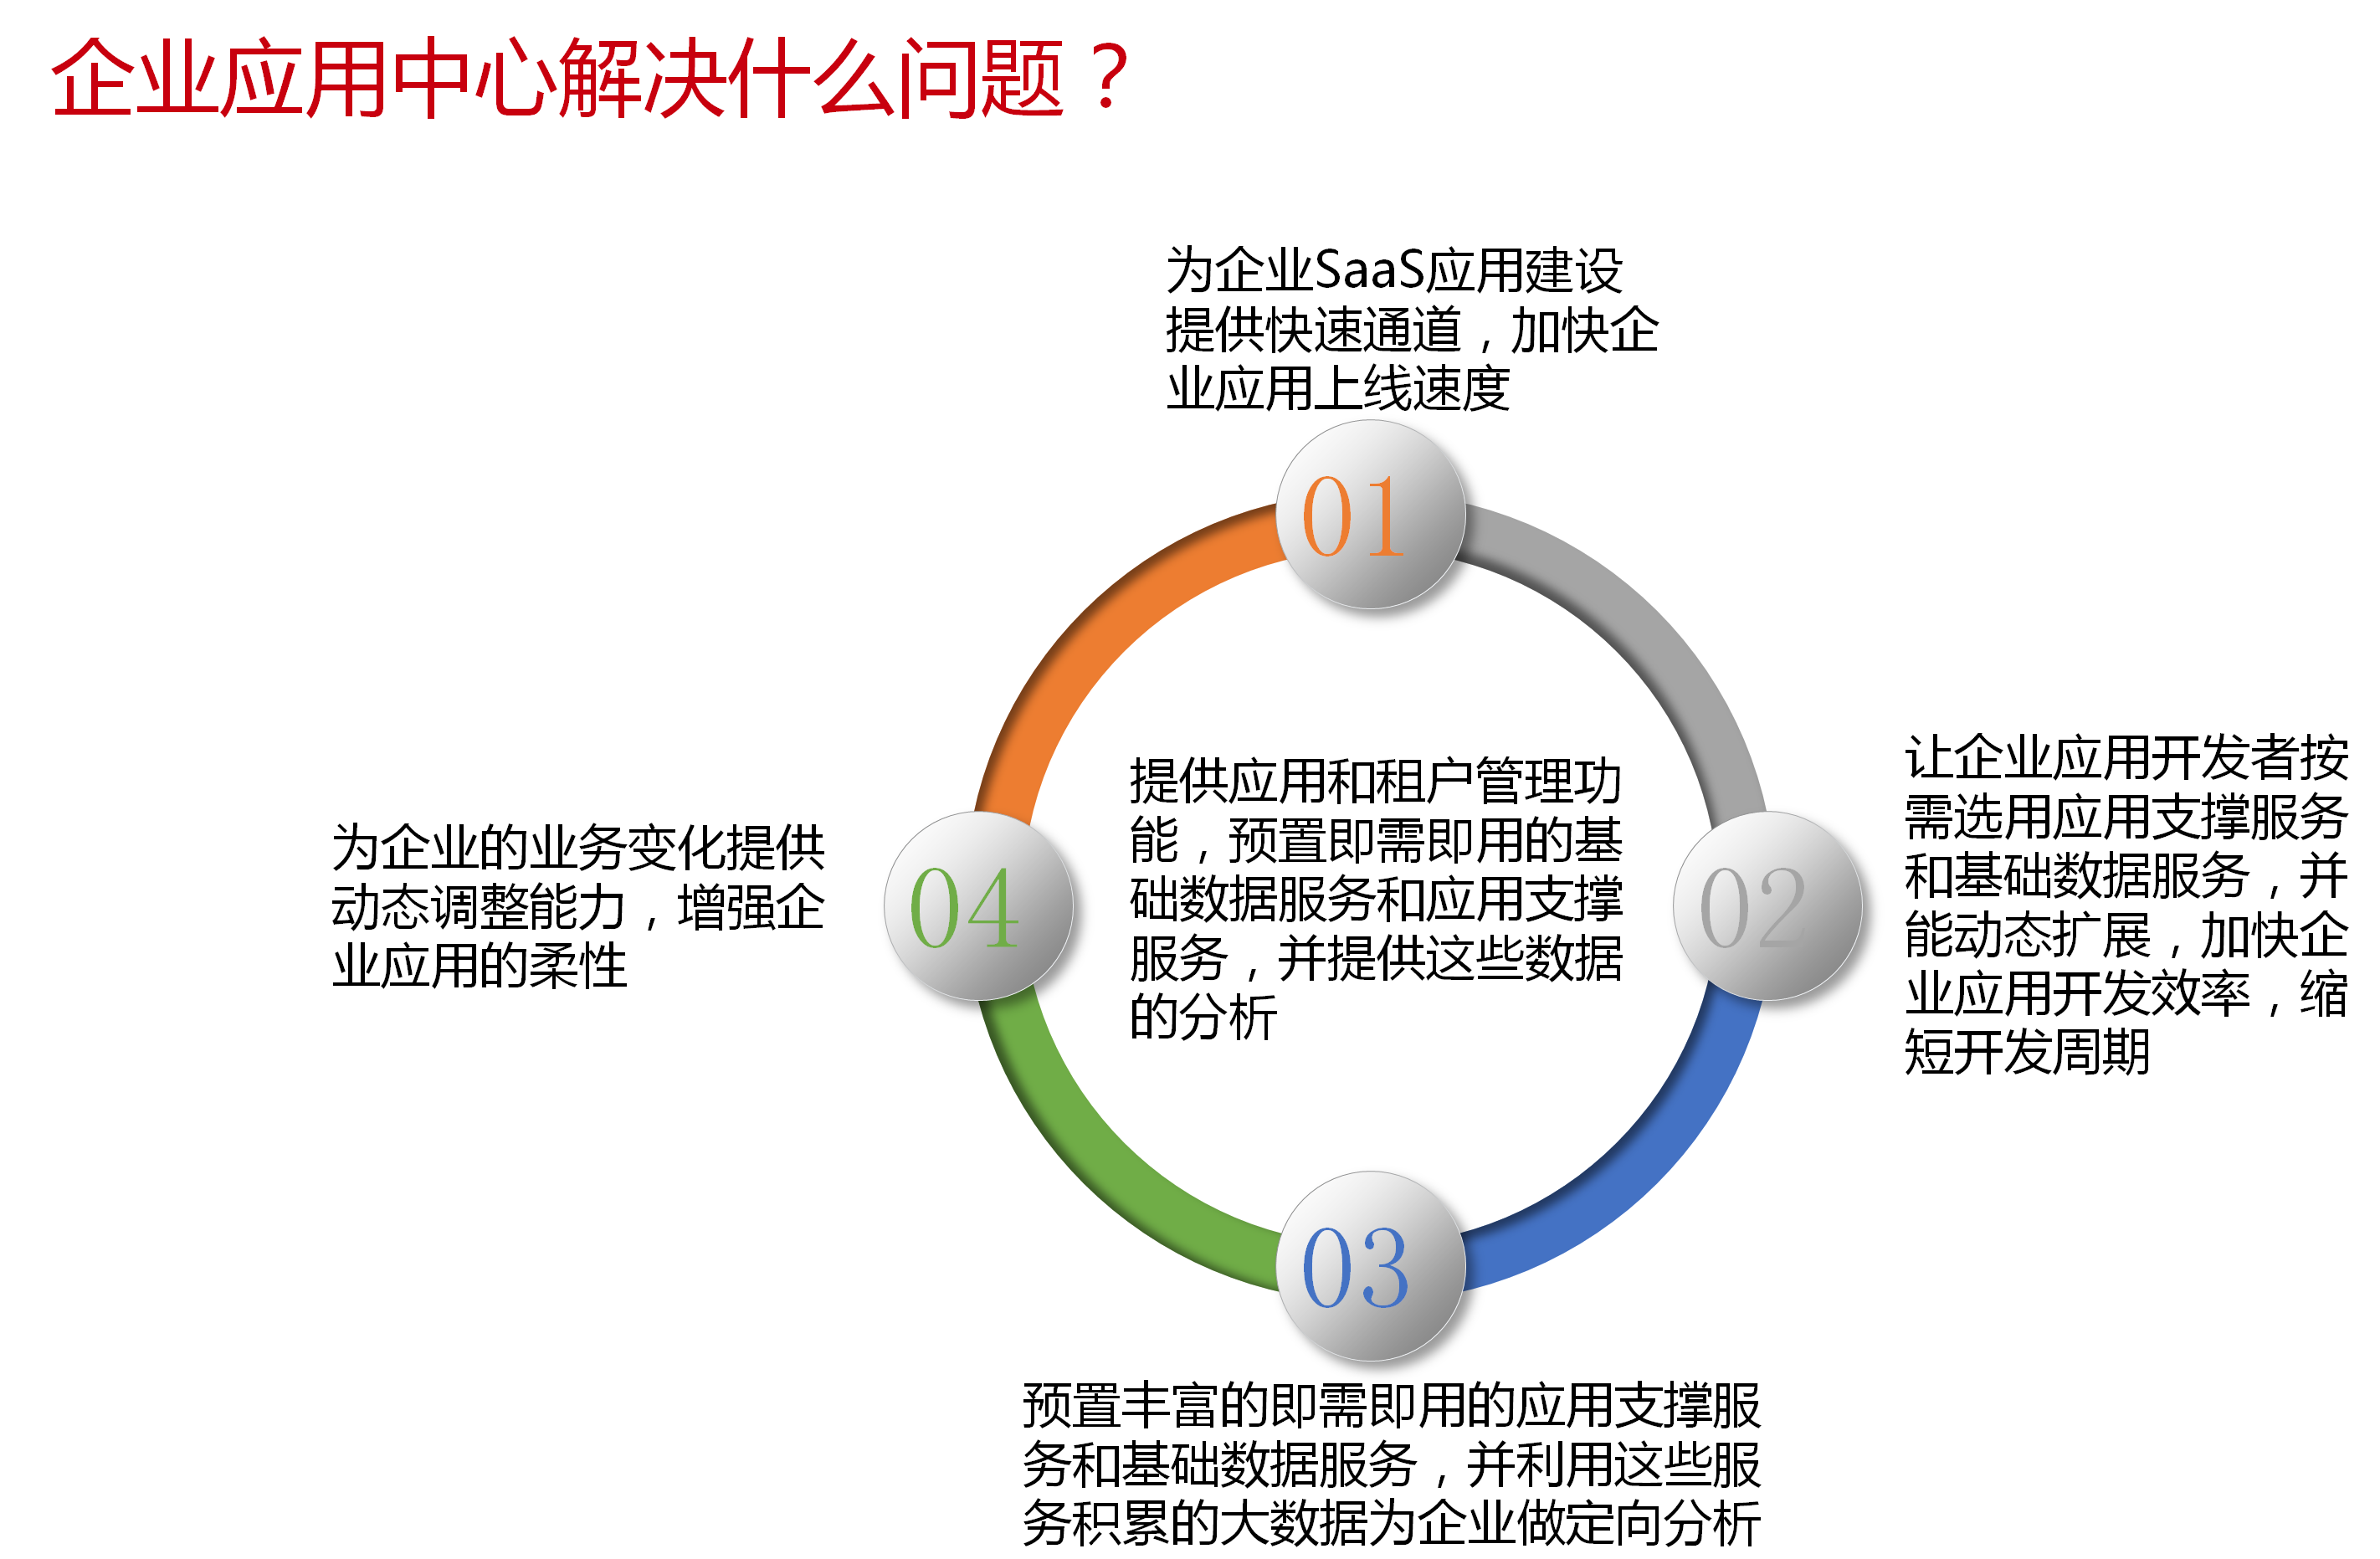 企业应用中心解决什么问题？
为企业SaaS应用建设
提供快速通道，加快企
业应用上线速度
01
让企业应用开发者按
需选用应用支撑服务
和基础数据服务，并
能动态扩展，加快企
业应用开发效率，缩
短开发周期
02
提供应用和租户管理功
能，预置即需即用的基
础数据服务和应用支撑
服务，并提供这些数据
的分析
为企业的业务变化提供
动态调整能力，增强企
业应用的柔性
04
03
预置丰富的即需即用的应用支撑服
务和基础数据服务，并利用这些服
务积累的大数据为企业做定向分析